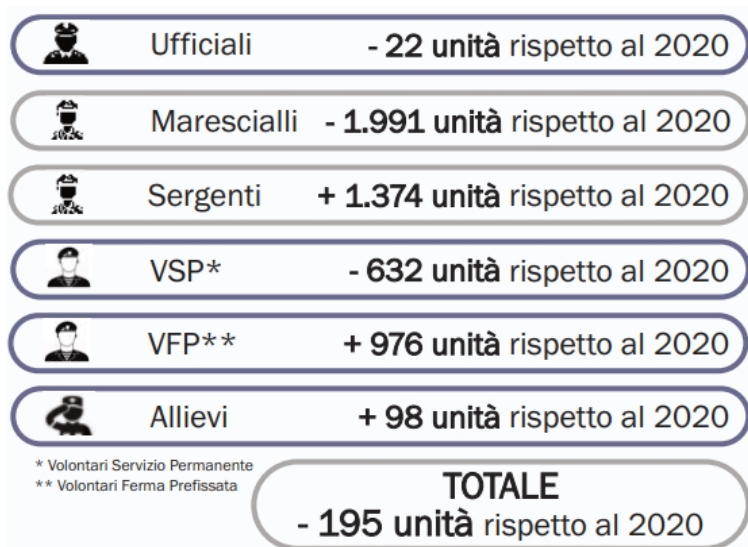 Ufficiali - 22 unità rispetto al 2020
Marescialli - 1.991 unità rispetto al 2020
Sergenti + 1.374 unità rispetto al 2020
VSP* - 632 unità rispetto al 2020
VFP** + 976 unità rispetto al 2020
Allievi + 98 unità rispetto al 2020
* Volontari Servizio Permanente
** Volontari Ferma Prefissata
TOTALE
- 195 unità rispetto al 2020